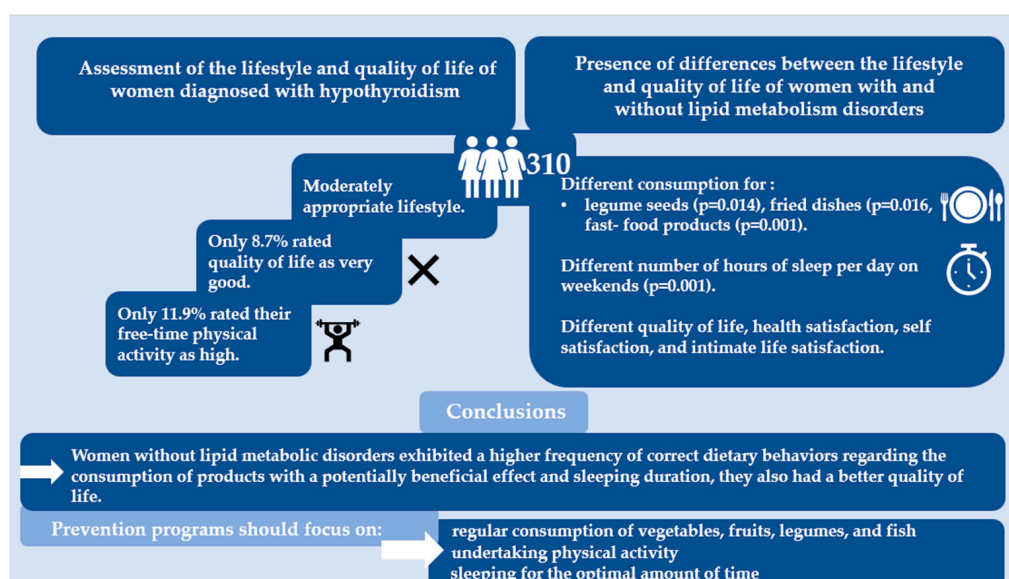 Assessment of the lifestyle and quality of life of
women diagnosed with hypothyroidism
Presence of differences between the lifestyle
and quality of life of women with and
without lipid metabolism disorders
310
Moderately
appropriate lifestyle.
Only 8.7% rated
quality of life as very
good.
Only 11.9% rated their
free-time physical
activity as high.
Different consumption for :
• legume seeds (p=0.014), fried dishes (p=0.016,
fast- food products (p=0.001).
Different number of hours of sleep per day on
weekends (p=0.001).
Different quality of life, health satisfaction, self
satisfaction, and intimate life satisfaction.
Conclusions
Women without lipid metabolic disorders exhibited a higher frequency of correct dietary behaviors regarding the
consumption of products with a potentially beneficial effect and sleeping duration, they also had a better quality of
life.
Prevention programs should focus on:
regular consumption of vegetables, fruits, legumes, and fish
undertaking physical activity
sleeping for the optimal amount of time